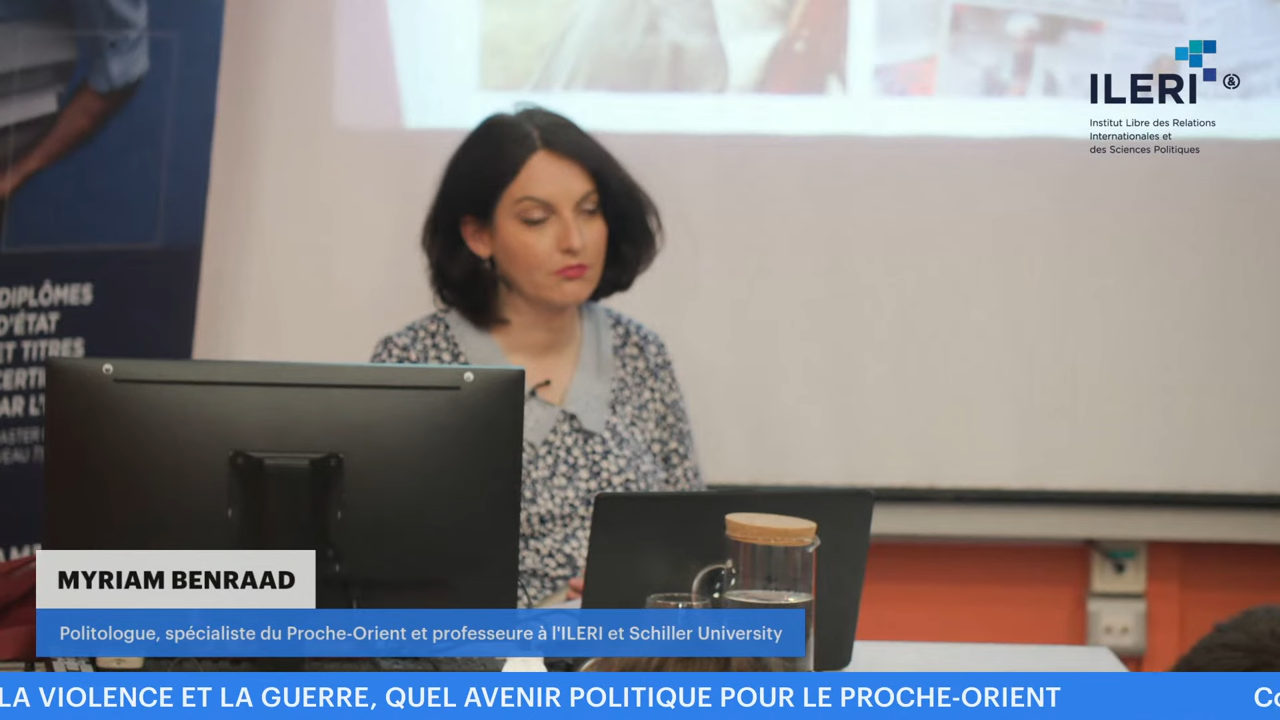 ILERI &
Institut Libre des Relations
Internationales et
des Sciences Politiques
DIPLÔMES
D'ÉTAT
ET TITRES
MYRIAM BENRAAD
Politologue, spécialiste du Proche-Orient et professeure à l'ILERI et Schiller University
LA VIOLENCE ET LA GUERRE, QUEL AVENIR POLITIQUE POUR LE PROCHE-ORIENT